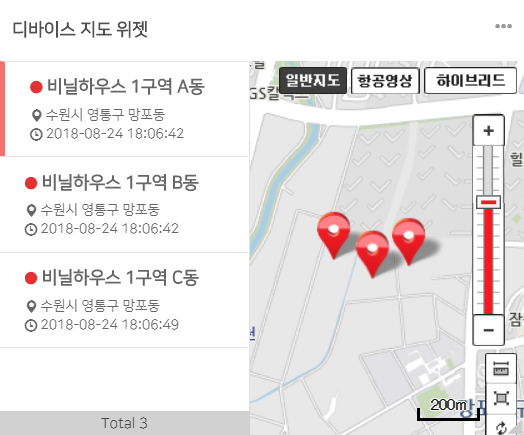 디바이스 지도 위젯
비닐하우스 1구역 A동
수원시 영통구 망포동
2018-08-24 18:06:42
비닐하우스 1구역 B동
수원시 영통구 망포동
2018-08-24 18:06:42
비닐하우스 1구역 C동
수원시 영통구 망포동
2018-08-24 18:06:49
Total 3
일반지도 항공영상 하이브리드
+
힐
잠
−
200m